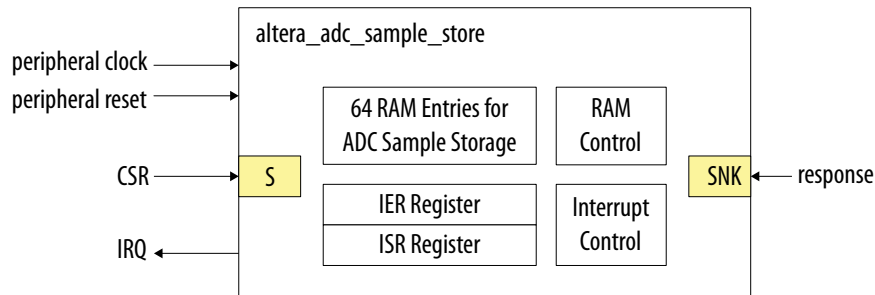 altera_adc_sample_store
peripheral clock
peripheral reset
64 RAM Entries for
ADC Sample Storage
RAM
Control
CSR
S
SNK
response
IER Register
ISR Register
Interrupt
Control
IRQ